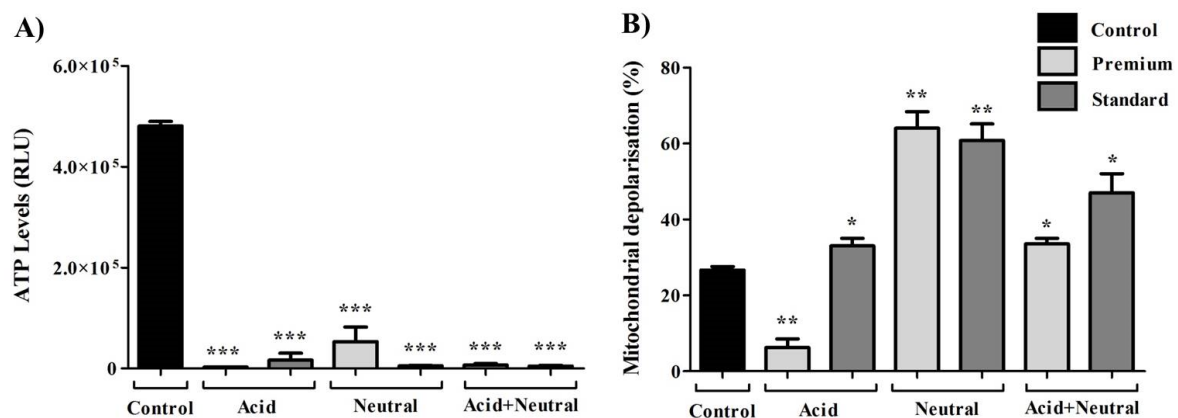 A)
ATP Levels (RLU)
6.0×10⁵
4.0×10⁵
2.0×10⁵
0
***
***
***
***
***
***
Control
Acid
Neutral
Acid+Neutral
B)
Control
Premium
Standard
Mitochondrial depolarisation (%)
80
60
40
20
0
**
*
**
**
*
*
Control
Acid
Neutral
Acid+Neutral